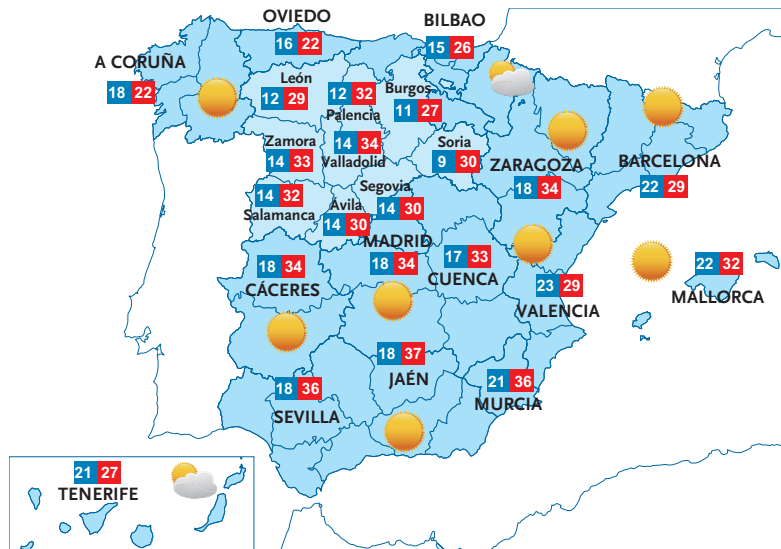 OVIEDO
16 22
BILBAO
15 26
A CORUÑA
18 22
León
12 29
12 32
Palencia
Burgos
11 27
Zamora
14 33
14 34
Valladolid
Soria
9 30
ZARAGOZA
18 34
BARCELONA
22 29
14 32
Salamanca
Ávila
14 30
Segovia
14 30
MADRID
18 34
17 33
CUENCA
18 34
CÁCERES
23 29
VALENCIA
22 32
MALLORCA
18 37
JAÉN
21 36
MURCIA
18 36
SEVILLA
21 27
TENERIFE